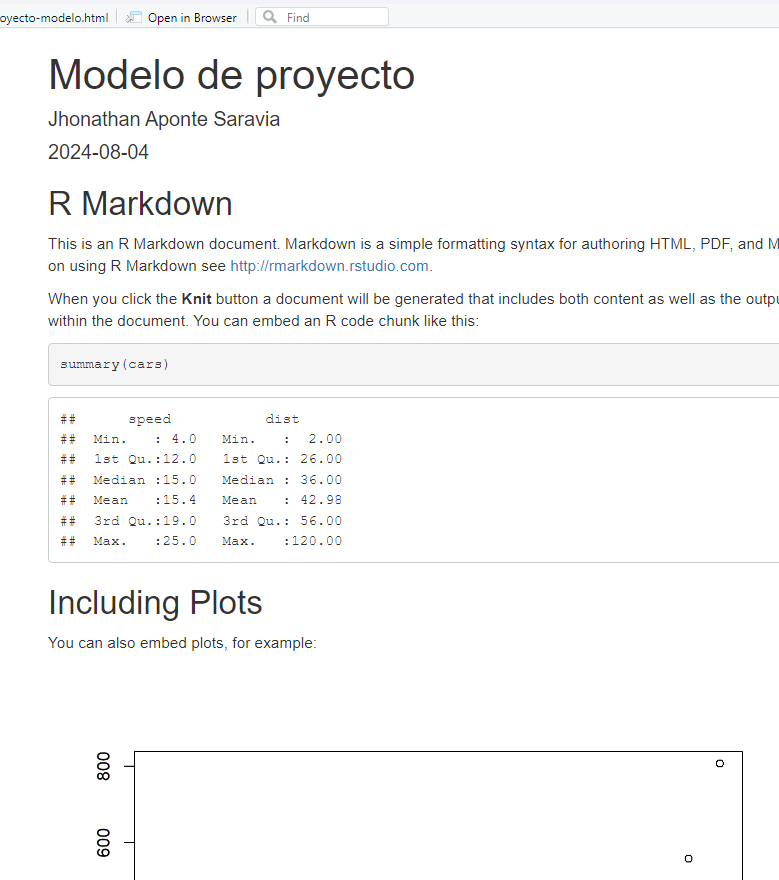 oyecto-modelo.html Open in Browser Find
Modelo de proyecto
Jhonathan Aponte Saravia
2024-08-04
R Markdown
This is an R Markdown document. Markdown is a simple formatting syntax for authoring HTML, PDF, and M
on using R Markdown see http://rmarkdown.rstudio.com.
When you click the Knit button a document will be generated that includes both content as well as the outpu
within the document. You can embed an R code chunk like this:
summary(cars)
##      speed           dist
##  Min.   : 4.0   Min.   :  2.00
##  1st Qu.:12.0   1st Qu.: 26.00
##  Median :15.0   Median : 36.00
##  Mean   :15.4   Mean   : 42.98
##  3rd Qu.:19.0   3rd Qu.: 56.00
##  Max.   :25.0   Max.   :120.00
Including Plots
You can also embed plots, for example:
800
600